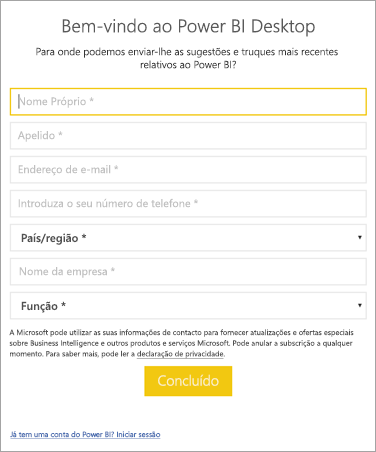 Bem-vindo ao Power BI Desktop
Para onde podemos enviar-lhe as sugestões e truques mais recentes
relativos ao Power BI?
Nome Próprio *
Apelido *
Endereço de e-mail *
Introduza o seu número de telefone *
País/região *
Nome da empresa *
Função *
A Microsoft pode utilizar as suas informações de contacto para fornecer atualizações e ofertas especiais
sobre Business Intelligence e outros produtos e serviços Microsoft. Pode anular a subscrição a qualquer
momento. Para saber mais, pode ler a declaração de privacidade.
Concluído
Já tem uma conta do Power BI? Iniciar sessão